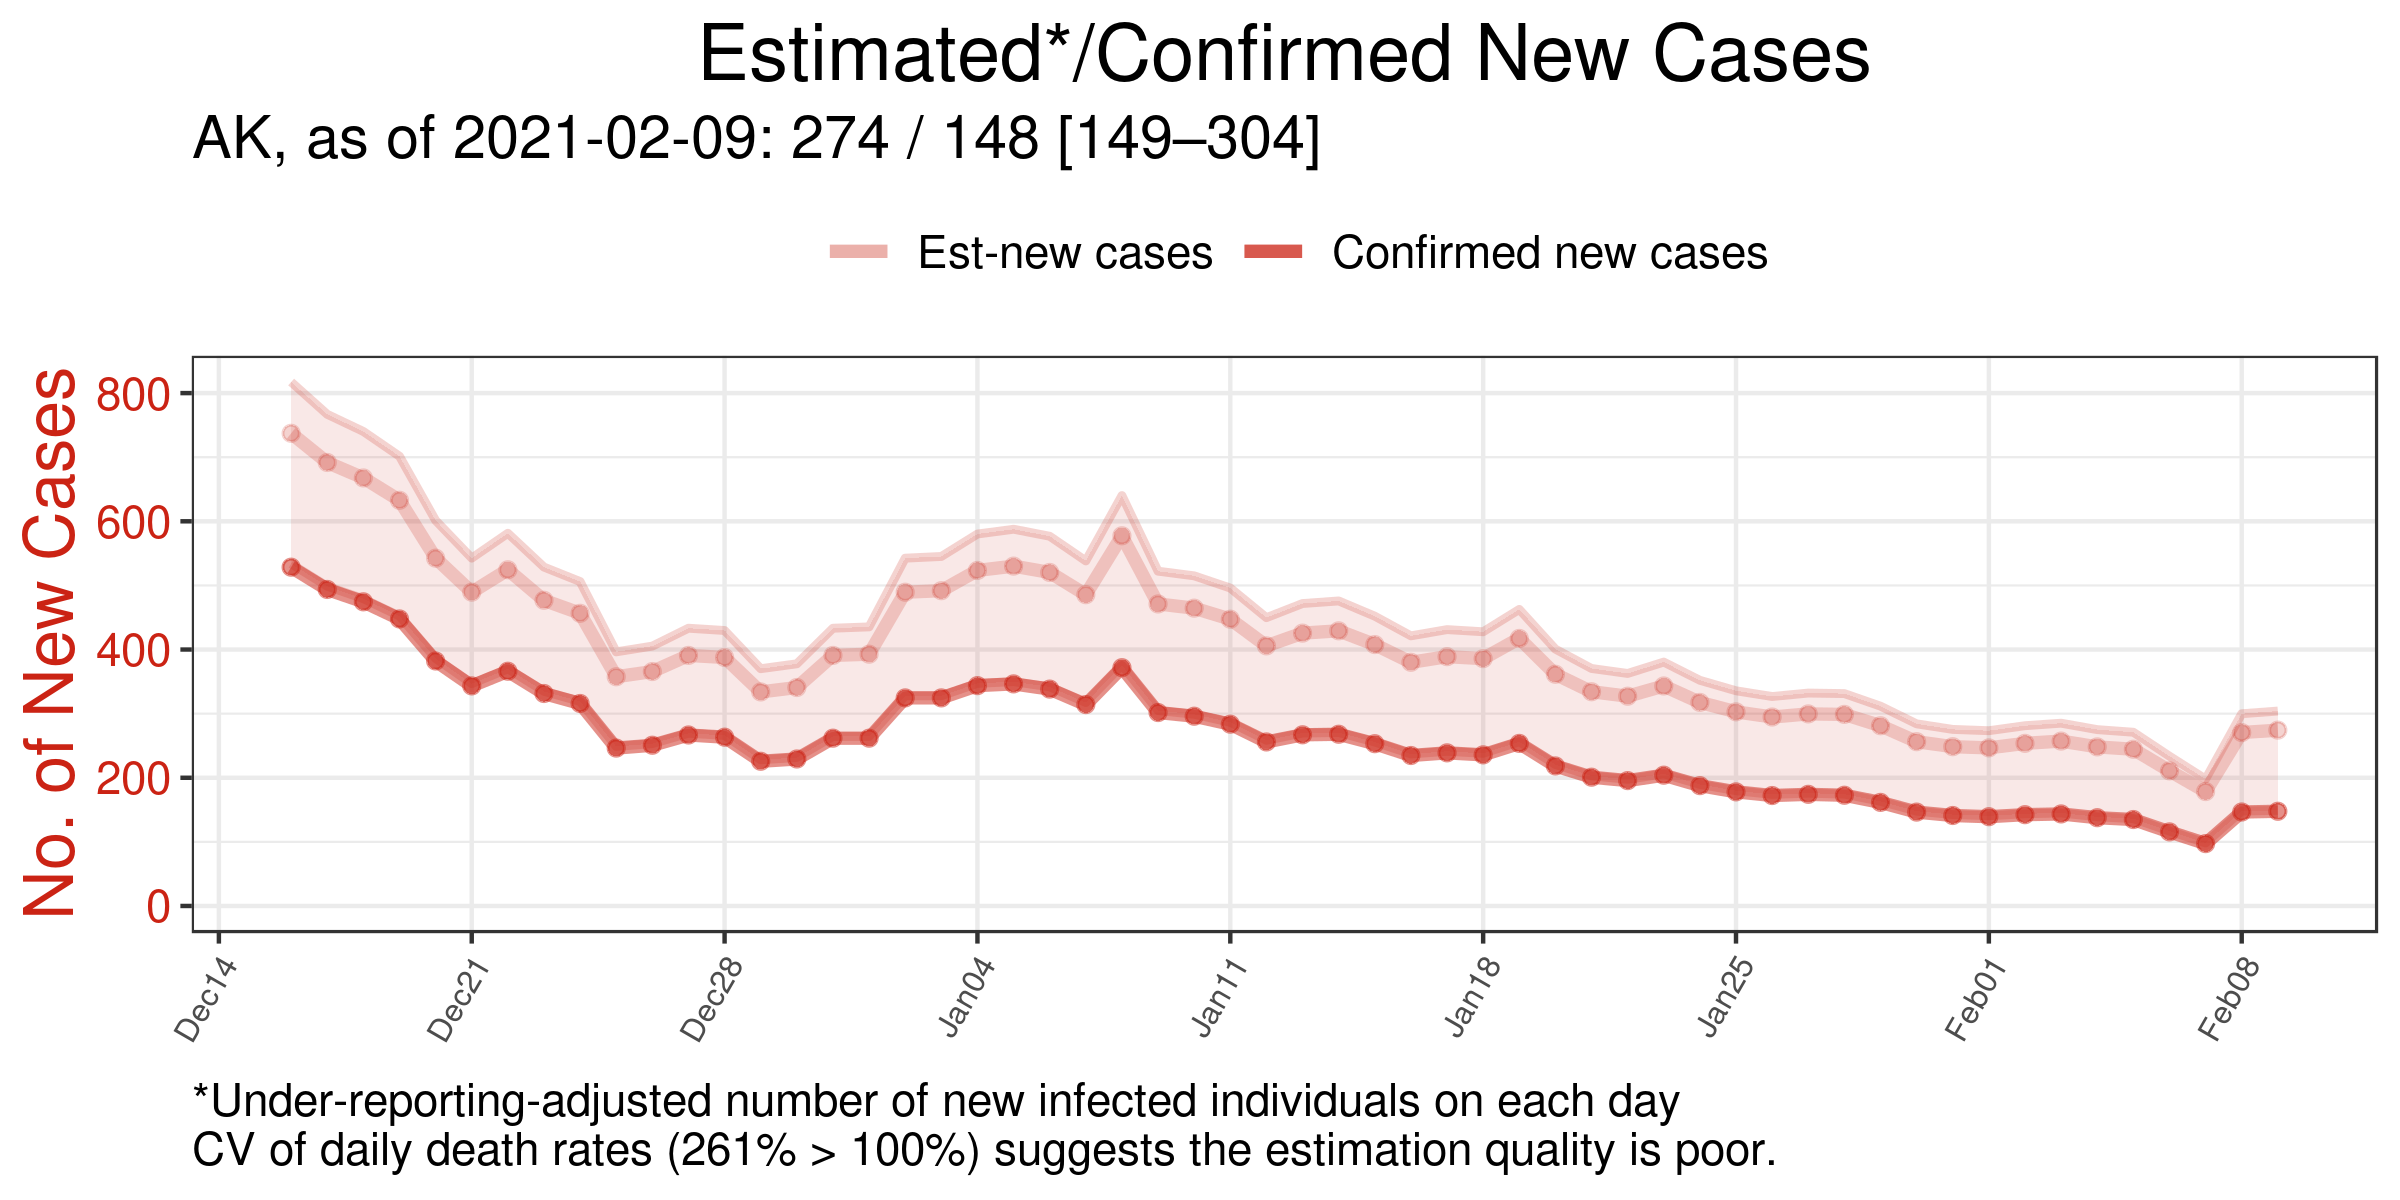 Estimated*/Confirmed New Cases
AK, as of 2021-02-09: 274 / 148 [149–304]
Est-new cases Confirmed new cases
No. of New Cases
800
600
400
200
0
Dec14 Dec21 Dec28 Jan04 Jan11 Jan18 Jan25 Feb01 Feb08
*Under-reporting-adjusted number of new infected individuals on each day
CV of daily death rates (261% > 100%) suggests the estimation quality is poor.